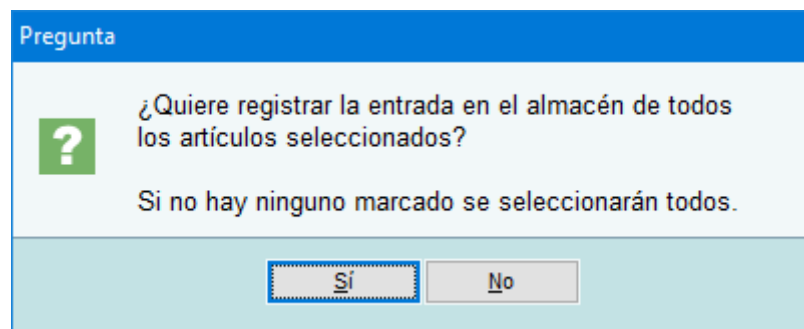 Pregunta
¿Quiere registrar la entrada en el almacén de todos
los artículos seleccionados?
Si no hay ninguno marcado se seleccionarán todos.
Sí
No